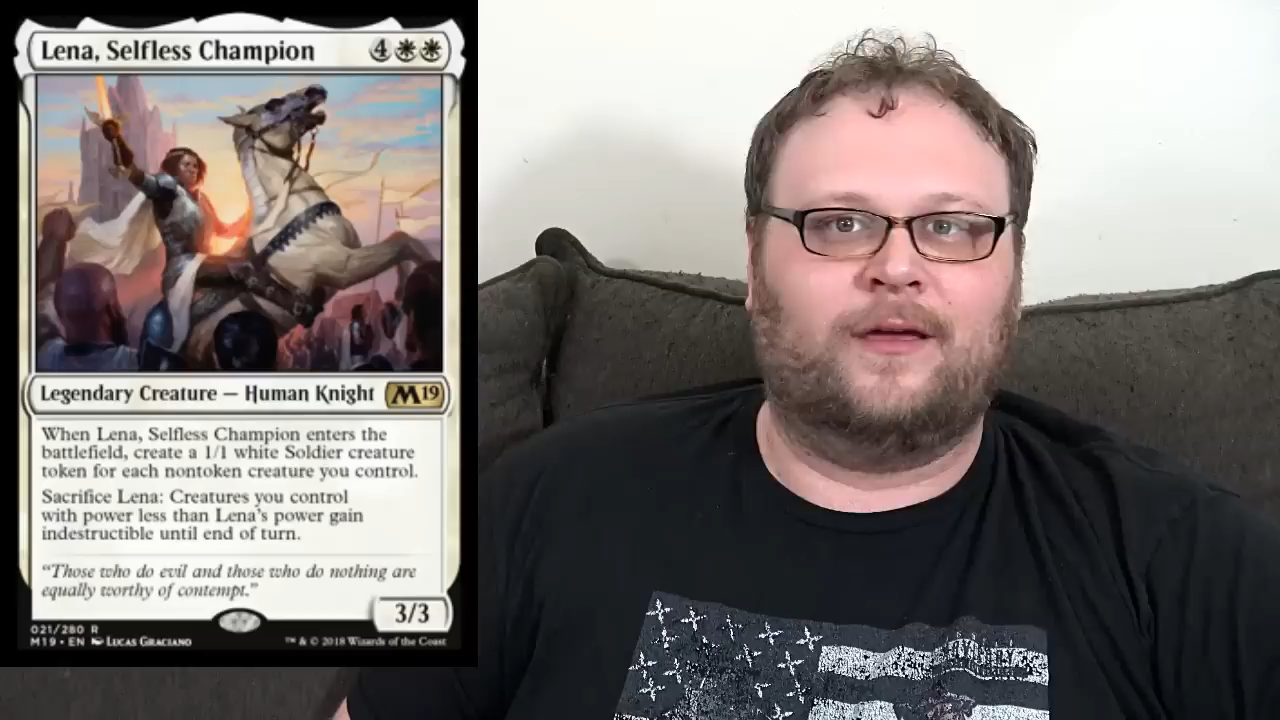 Lena, Selfless Champion 4
Legendary Creature — Human Knight M19
When Lena, Selfless Champion enters the
battlefield, create a 1/1 white Soldier creature
token for each nontoken creature you control.
Sacrifice Lena: Creatures you control
with power less than Lena's power gain
indestructible until end of turn.
“Those who do evil and those who do nothing are
equally worthy of contempt.”
3/3
021/280 R
M19 • EN Lucas Graciano
™ & © 2018 Wizards of the Coast